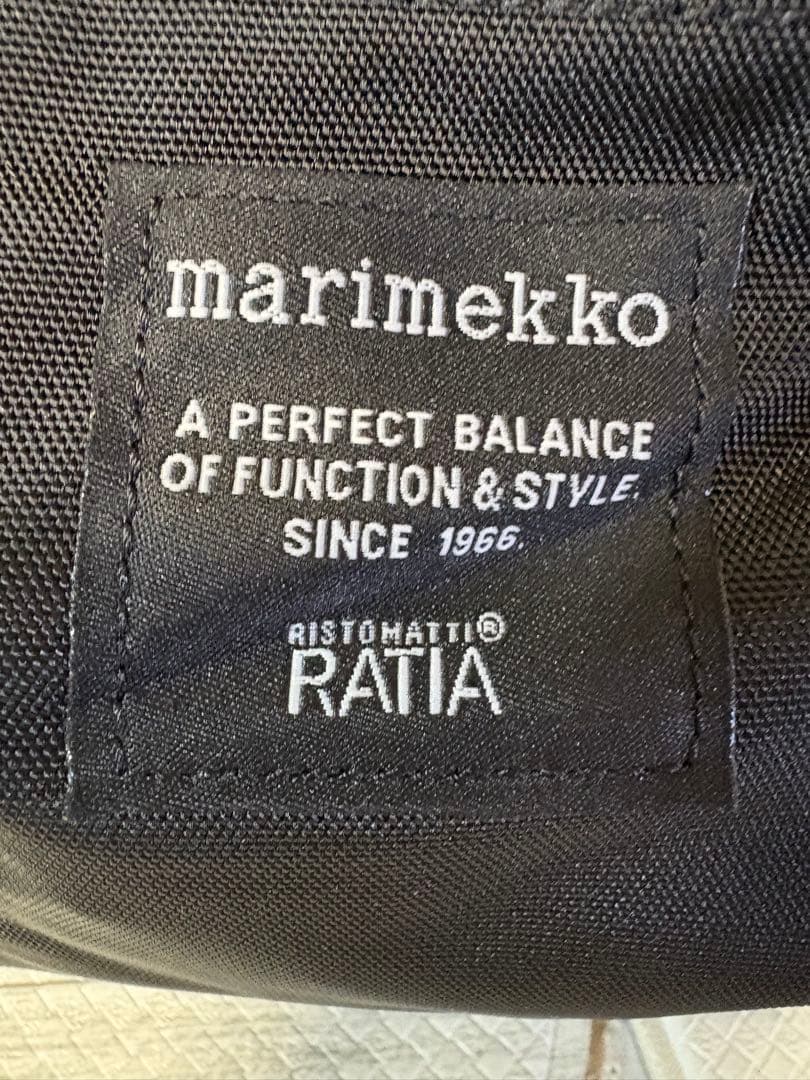 marimekko
A PERFECT BALANCE
OF FUNCTION & STYLE.
SINCE 1966.
RISTOMATTI®
RATIA